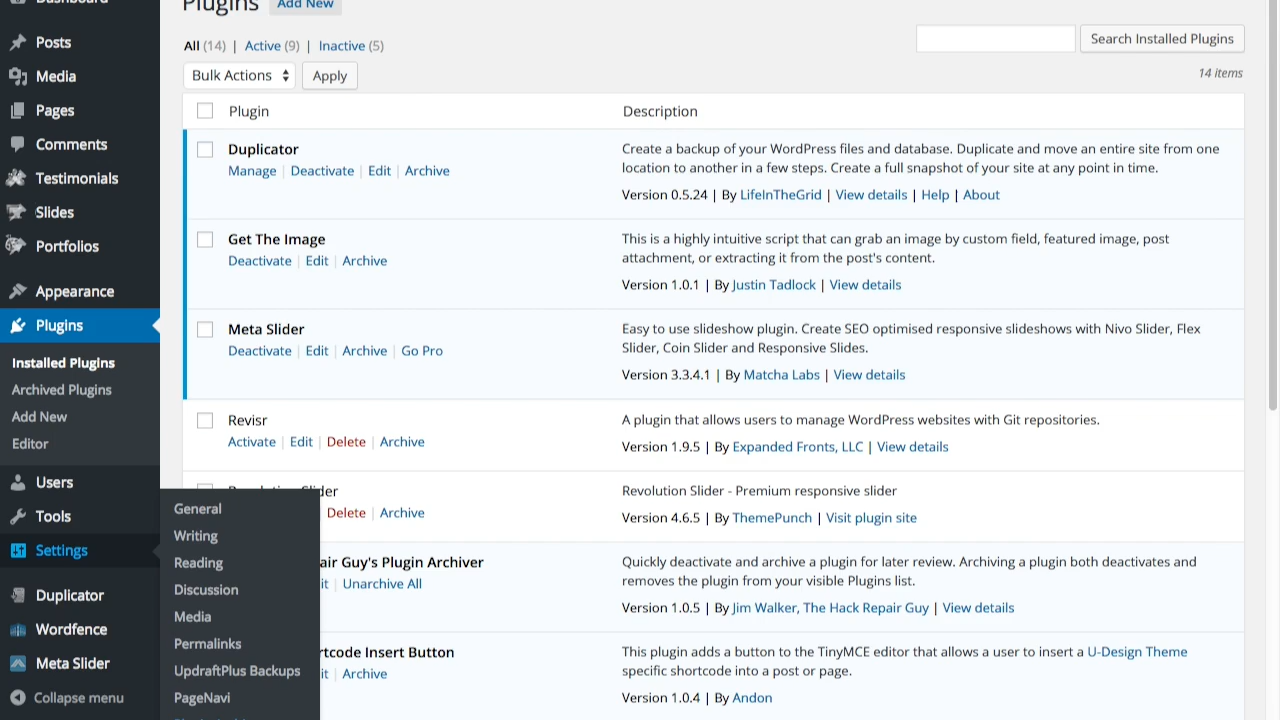 Dashboard
Posts
Media
Pages
Comments
Testimonials
Slides
Portfolios
Appearance
Plugins
Installed Plugins
Archived Plugins
Add New
Editor
Users
Tools
Settings
Duplicator
Wordfence
Meta Slider
Collapse menu
General
Writing
Reading
Discussion
Media
Permalinks
UpdraftPlus Backups
PageNavi
Plugins Add New
All (14) | Active (9) | Inactive (5)
Search Installed Plugins
Bulk Actions Apply
14 items
Plugin Description
Duplicator
Manage | Deactivate | Edit | Archive
Create a backup of your WordPress files and database. Duplicate and move an entire site from one
location to another in a few steps. Create a full snapshot of your site at any point in time.
Version 0.5.24 | By LifeInTheGrid | View details | Help | About
Get The Image
Deactivate | Edit | Archive
This is a highly intuitive script that can grab an image by custom field, featured image, post
attachment, or extracting it from the post's content.
Version 1.0.1 | By Justin Tadlock | View details
Meta Slider
Deactivate | Edit | Archive | Go Pro
Easy to use slideshow plugin. Create SEO optimised responsive slideshows with Nivo Slider, Flex
Slider, Coin Slider and Responsive Slides.
Version 3.3.4.1 | By Matcha Labs | View details
Revisr
Activate | Edit | Delete | Archive
A plugin that allows users to manage WordPress websites with Git repositories.
Version 1.9.5 | By Expanded Fronts, LLC | View details
Revolution Slider
Delete | Archive
Revolution Slider - Premium responsive slider
Version 4.6.5 | By ThemePunch | Visit plugin site
air Guy's Plugin Archiver
it | Unarchive All
Quickly deactivate and archive a plugin for later review. Archiving a plugin both deactivates and
removes the plugin from your visible Plugins list.
Version 1.0.5 | By Jim Walker, The Hack Repair Guy | View details
rtcode Insert Button
it | Archive
This plugin adds a button to the TinyMCE editor that allows a user to insert a U-Design Theme
specific shortcode into a post or page.
Version 1.0.4 | By Andon